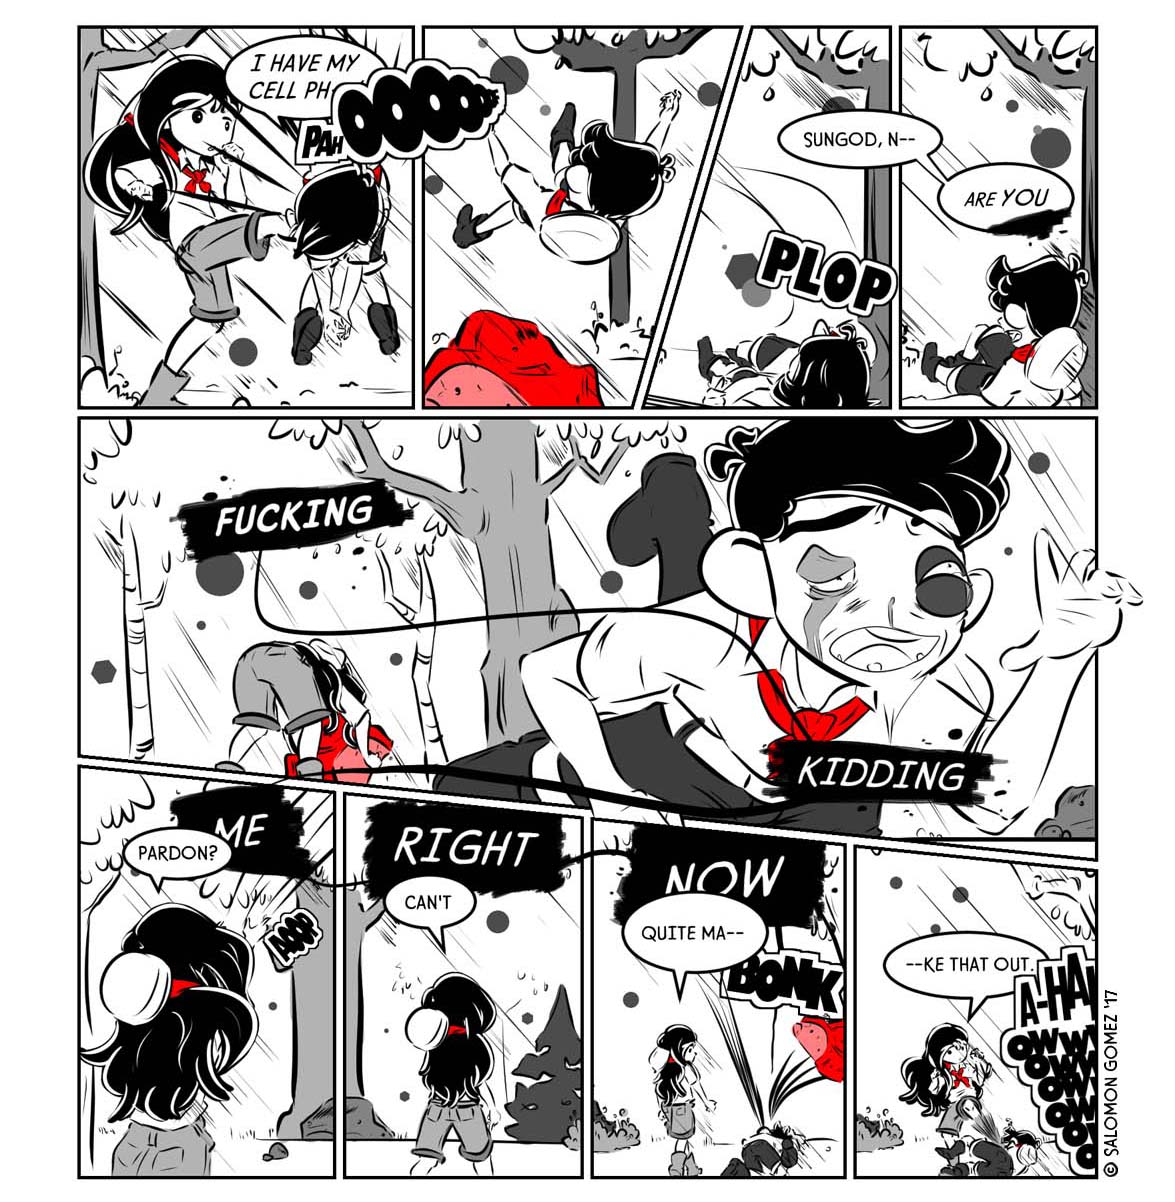 I HAVE MY
CELL PH
PAH
OOOOO
SUNGOD, N--
ARE YOU
PLOP
FUCKING
KIDDING
ME
PARDON?
RIGHT
CAN'T
NOW
QUITE MA--
BONK
--KE THAT OUT.
A-HA
OWWW
© SALOMON GOMEZ '17